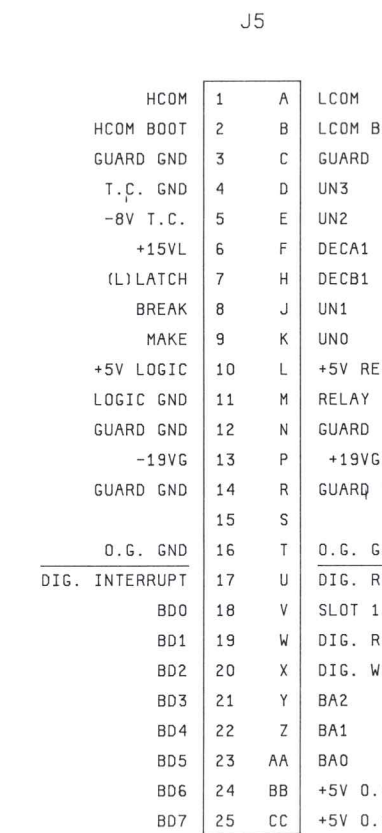 J5
HCOM 1 A LCOM
HCOM BOOT 2 B LCOM B
GUARD GND 3 C GUARD
T.C. GND 4 D UN3
-8V T.C. 5 E UN2
+15VL 6 F DECA1
(L)LATCH 7 H DECB1
BREAK 8 J UN1
MAKE 9 K UN0
+5V LOGIC 10 L +5V RE
LOGIC GND 11 M RELAY
GUARD GND 12 N GUARD
-19VG 13 P +19VG
GUARD GND 14 R GUARD
15 S
O.G. GND 16 T O.G. G
DIG. INTERRUPT 17 U DIG. R
BD0 18 V SLOT 1
BD1 19 W DIG. R
BD2 20 X DIG. W
BD3 21 Y BA2
BD4 22 Z BA1
BD5 23 AA BA0
BD6 24 BB +5V O.
BD7 25 CC +5V O.